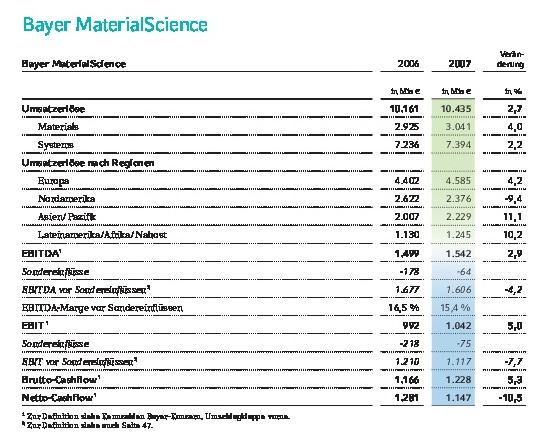 Bayer MaterialScience
Bayer MaterialScience 2006 2007 Verän-derung
in Mio € in Mio € in %
Umsatzerlöse 10.161 10.435 2,7
Materials 2.925 3.041 4,0
Systems 7.236 7.394 2,2
Umsatzerlöse nach Regionen
Europa 4.402 4.585 4,2
Nordamerika 2.622 2.376 -9,4
Asien/Pazifik 2.007 2.229 11,1
Lateinamerika/Afrika/Nahost 1.130 1.245 10,2
EBITDA¹ 1.499 1.542 2,9
Sondereinflüsse -178 -64
EBITDA vor Sondereinflüssen² 1.677 1.606 -4,2
EBITDA-Marge vor Sondereinflüssen 16,5 % 15,4 %
EBIT¹ 992 1.042 5,0
Sondereinflüsse -218 -75
EBIT vor Sondereinflüssen² 1.210 1.117 -7,7
Brutto-Cashflow¹ 1.166 1.228 5,3
Netto-Cashflow¹ 1.281 1.147 -10,5
¹ Zur Definition siehe Kennzahlen Bayer-Konzern, Umschlagklappe vorne.
² Zur Definition siehe auch Seite 47.